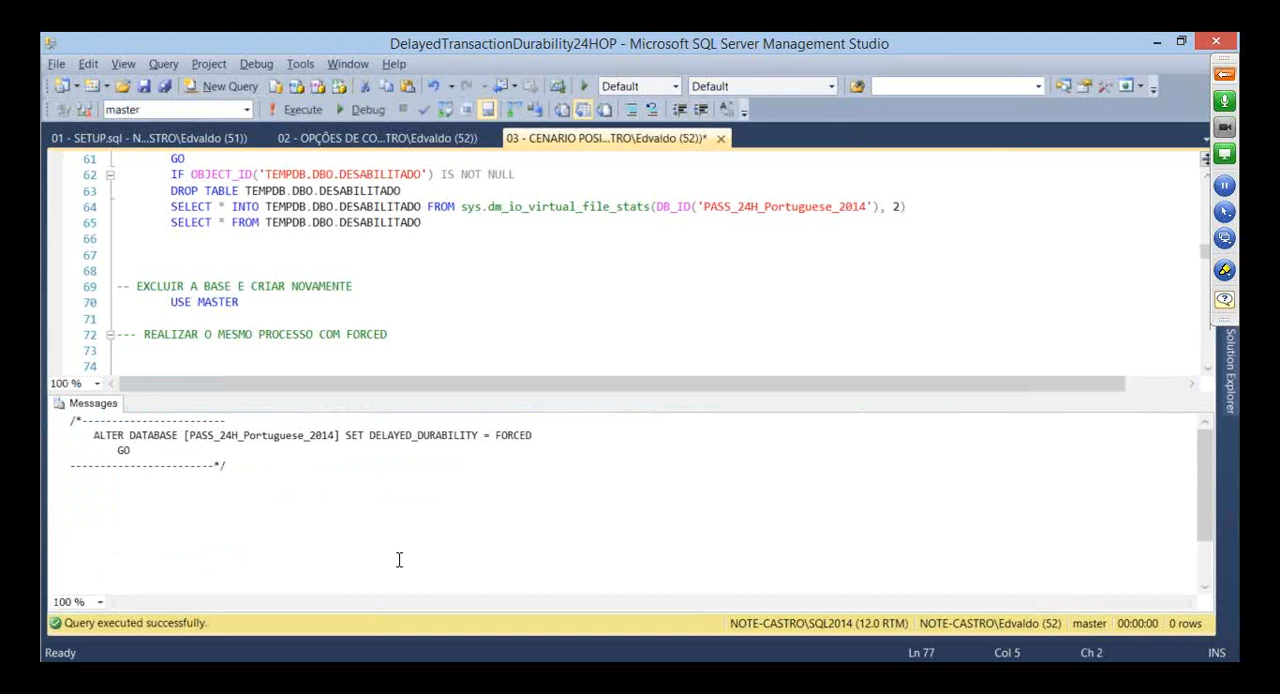 DelayedTransactionDurability24HOP - Microsoft SQL Server Management Studio
File Edit View Query Project Debug Tools Window Help
New Query Default Default
master Execute Debug
01 - SETUP.sql - N...STRO\Edvaldo (51)) 02 - OPÇÕES DE CO...TRO\Edvaldo (52)) 03 - CENARIO POSI...TRO\Edvaldo (52))*
61 GO
62 IF OBJECT_ID('TEMPDB.DBO.DESABILITADO') IS NOT NULL
63 DROP TABLE TEMPDB.DBO.DESABILITADO
64 SELECT * INTO TEMPDB.DBO.DESABILITADO FROM sys.dm_io_virtual_file_stats(DB_ID('PASS_24H_Portuguese_2014'), 2)
65 SELECT * FROM TEMPDB.DBO.DESABILITADO
66
67
68
69 -- EXCLUIR A BASE E CRIAR NOVAMENTE
70 USE MASTER
71
72 --- REALIZAR O MESMO PROCESSO COM FORCED
73
74
100 %
Solution Explorer
Messages
/*------------------------
ALTER DATABASE [PASS_24H_Portuguese_2014] SET DELAYED_DURABILITY = FORCED
GO
------------------------*/
100 %
Query executed successfully. NOTE-CASTRO\SQL2014 (12.0 RTM) NOTE-CASTRO\Edvaldo (52) master 00:00:00 0 rows
Ready Ln 77 Col 5 Ch 2 INS